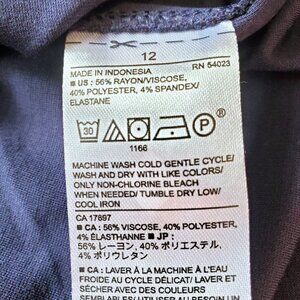 12
MADE IN INDONESIA RN 54023
■ US : 56% RAYON/VISCOSE,
40% POLYESTER, 4% SPANDEX/
ELASTANE
30 P
1166
MACHINE WASH COLD GENTLE CYCLE/
WASH AND DRY WITH LIKE COLORS/
ONLY NON-CHLORINE BLEACH
WHEN NEEDED/ TUMBLE DRY LOW/
COOL IRON
CA 17897
■ CA : 56% VISCOSE, 40% POLYESTER,
4% ÉLASTHANNE ■ JP :
56% レーヨン, 40% ポリエステル,
4% ポリウレタン
■ CA : LAVER À LA MACHINE À L'EAU
FROIDE AU CYCLE DÉLICAT/ LAVER ET
SÉCHER AVEC DES COULEURS